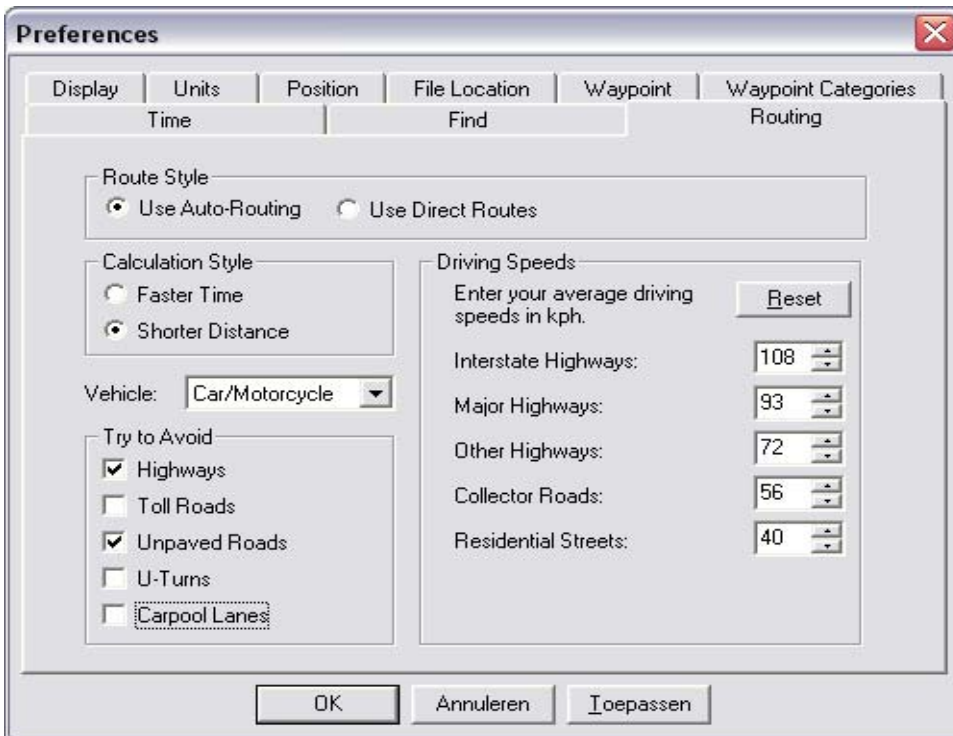 Preferences
Display Units Position File Location Waypoint Waypoint Categories
Time Find Routing
Route Style
Use Auto-Routing Use Direct Routes
Calculation Style
Faster Time
Shorter Distance
Vehicle: Car/Motorcycle
Try to Avoid
Highways
Toll Roads
Unpaved Roads
U-Turns
Carpool Lanes
Driving Speeds
Enter your average driving
speeds in kph.
Reset
Interstate Highways: 108
Major Highways: 93
Other Highways: 72
Collector Roads: 56
Residential Streets: 40
OK Annuleren Toepassen